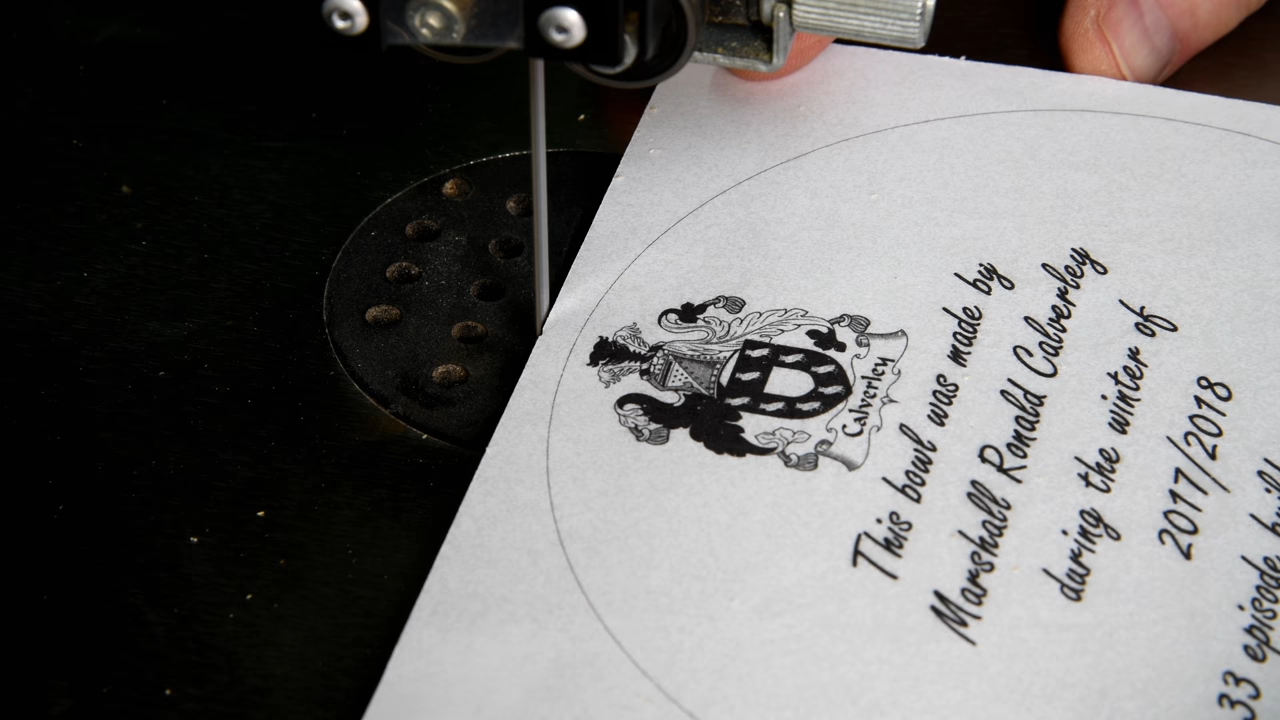 Calverley
This bowl was made by
Marshall Ronald Calverley
during the winter of
2017/2018
33 episode